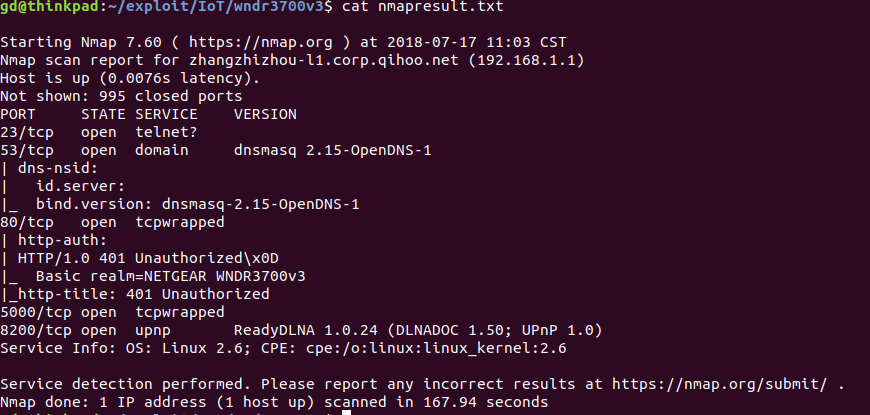 gd@thinkpad:~/exploit/IoT/wndr3700v3$ cat nmapresult.txt
Starting Nmap 7.60 ( https://nmap.org ) at 2018-07-17 11:03 CST
Nmap scan report for zhangzhizhou-l1.corp.qihoo.net (192.168.1.1)
Host is up (0.0076s latency).
Not shown: 995 closed ports
PORT     STATE SERVICE    VERSION
23/tcp   open  telnet?
53/tcp   open  domain     dnsmasq 2.15-OpenDNS-1
| dns-nsid:
|   id.server:
|_  bind.version: dnsmasq-2.15-OpenDNS-1
80/tcp   open  tcpwrapped
| http-auth:
| HTTP/1.0 401 Unauthorized\x0D
|_  Basic realm=NETGEAR WNDR3700v3
|_http-title: 401 Unauthorized
5000/tcp open  tcpwrapped
8200/tcp open  upnp       ReadyDLNA 1.0.24 (DLNADOC 1.50; UPnP 1.0)
Service Info: OS: Linux 2.6; CPE: cpe:/o:linux:linux_kernel:2.6
Service detection performed. Please report any incorrect results at https://nmap.org/submit/ .
Nmap done: 1 IP address (1 host up) scanned in 167.94 seconds